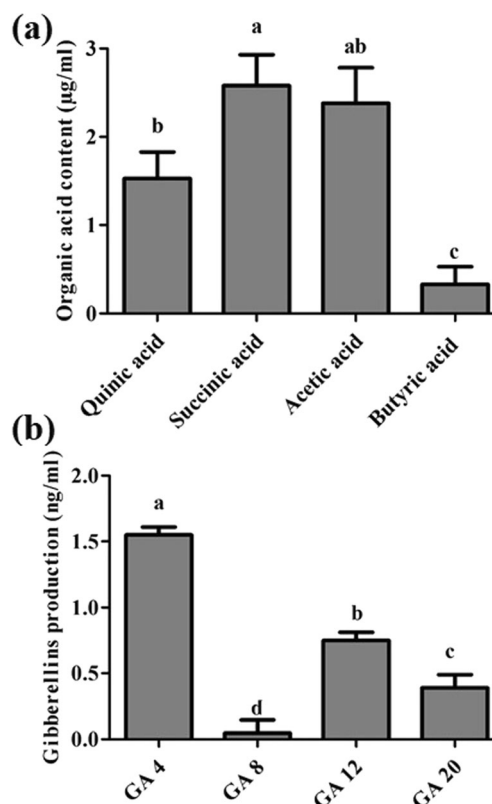 (a)
Organic acid content (µg/ml)
3
2
1
0
b
a
ab
c
Quinic acid
Succinic acid
Acetic acid
Butyric acid
(b)
Gibberellins production (ng/ml)
2.0
1.5
1.0
0.5
0.0
a
d
b
c
GA 4
GA 8
GA 12
GA 20